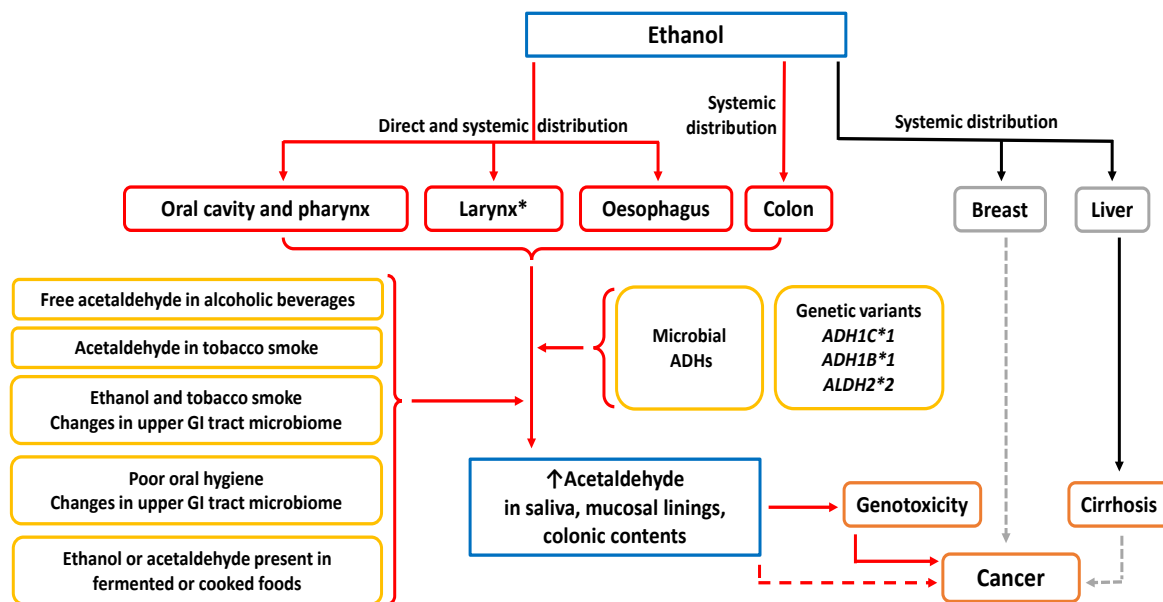 Ethanol
Direct and systemic distribution
Systemic
distribution
Systemic distribution
Oral cavity and pharynx
Larynx*
Oesophagus
Colon
Breast
Liver
Free acetaldehyde in alcoholic beverages
Acetaldehyde in tobacco smoke
Ethanol and tobacco smoke
Changes in upper GI tract microbiome
Poor oral hygiene
Changes in upper GI tract microbiome
Ethanol or acetaldehyde present in
fermented or cooked foods
Microbial
ADHs
Genetic variants
ADH1C*1
ADH1B*1
ALDH2*2
↑Acetaldehyde
in saliva, mucosal linings,
colonic contents
Genotoxicity
Cirrhosis
Cancer